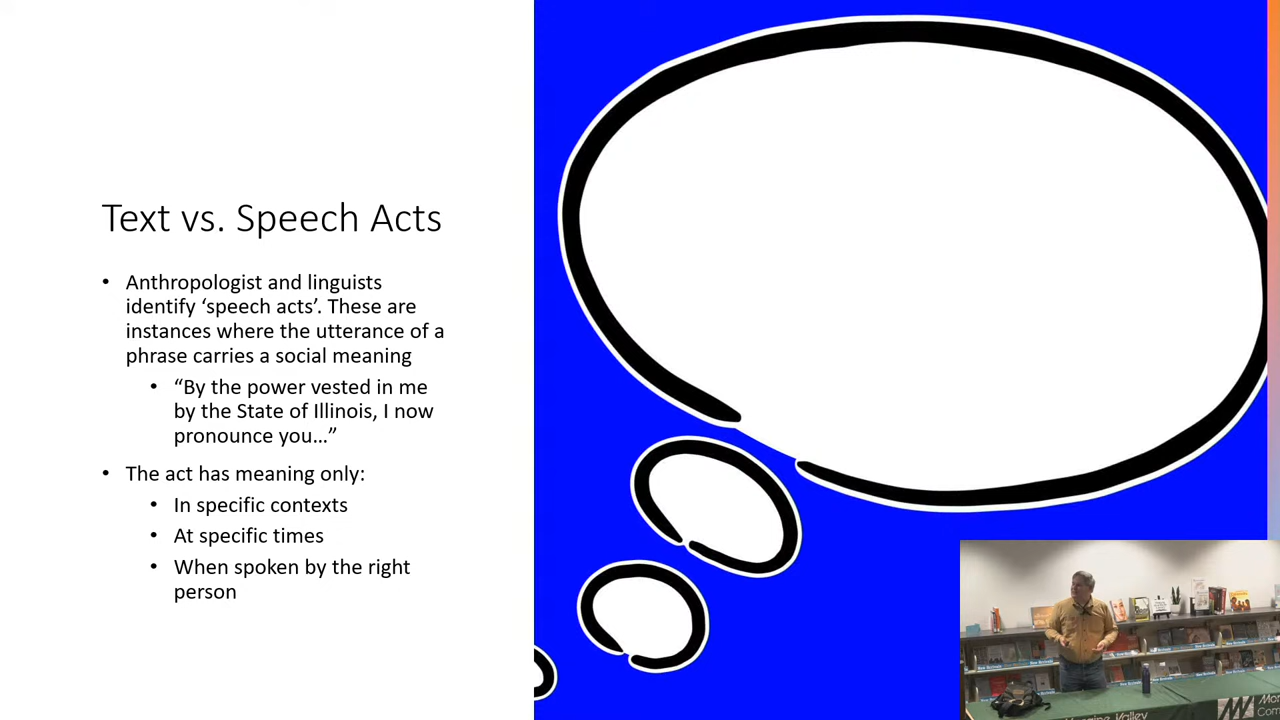 Text vs. Speech Acts
• Anthropologist and linguists
identify ‘speech acts’. These are
instances where the utterance of a
phrase carries a social meaning
• “By the power vested in me
by the State of Illinois, I now
pronounce you…”
• The act has meaning only:
• In specific contexts
• At specific times
• When spoken by the right
person
Moraine Valley